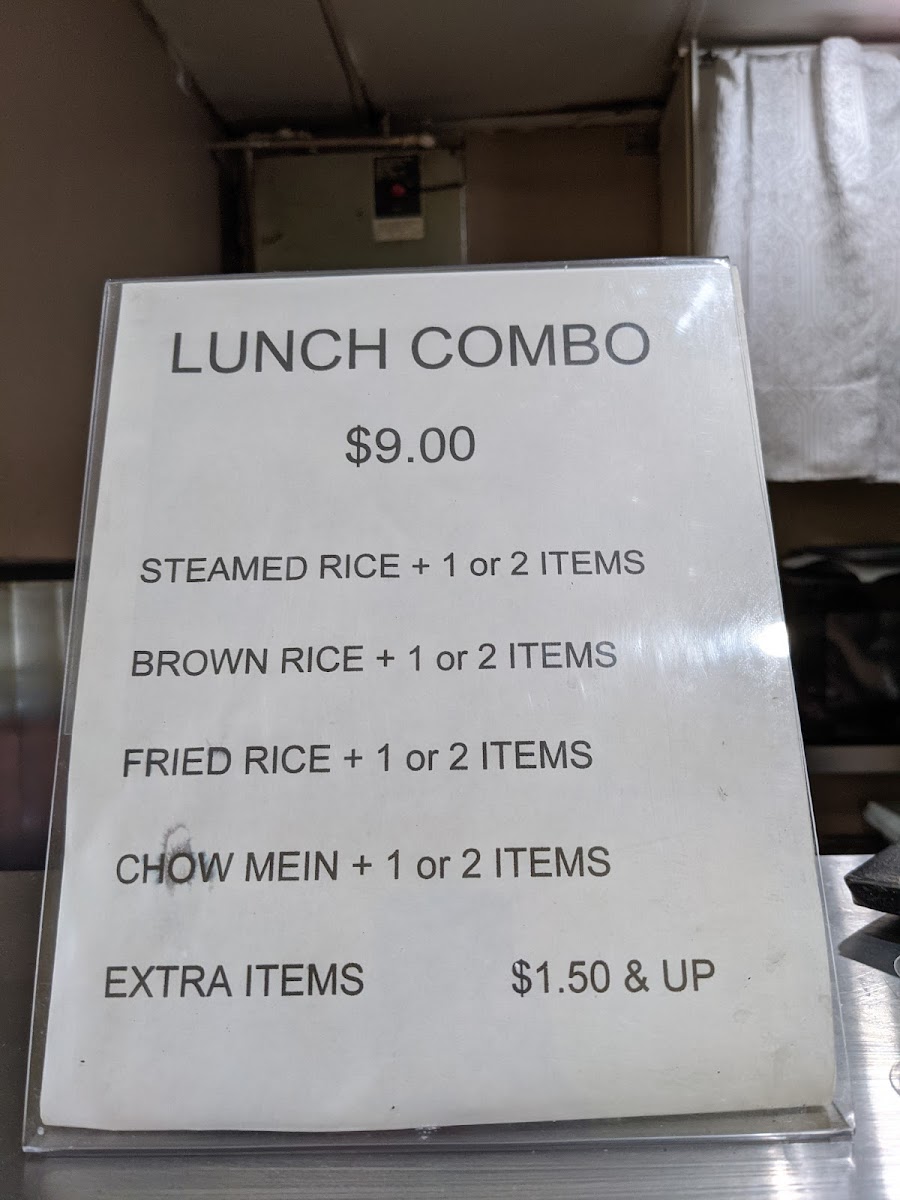 LUNCH COMBO
$9.00
STEAMED RICE + 1 or 2 ITEMS
BROWN RICE + 1 or 2 ITEMS
FRIED RICE + 1 or 2 ITEMS
CHOW MEIN + 1 or 2 ITEMS
EXTRA ITEMS $1.50 & UP